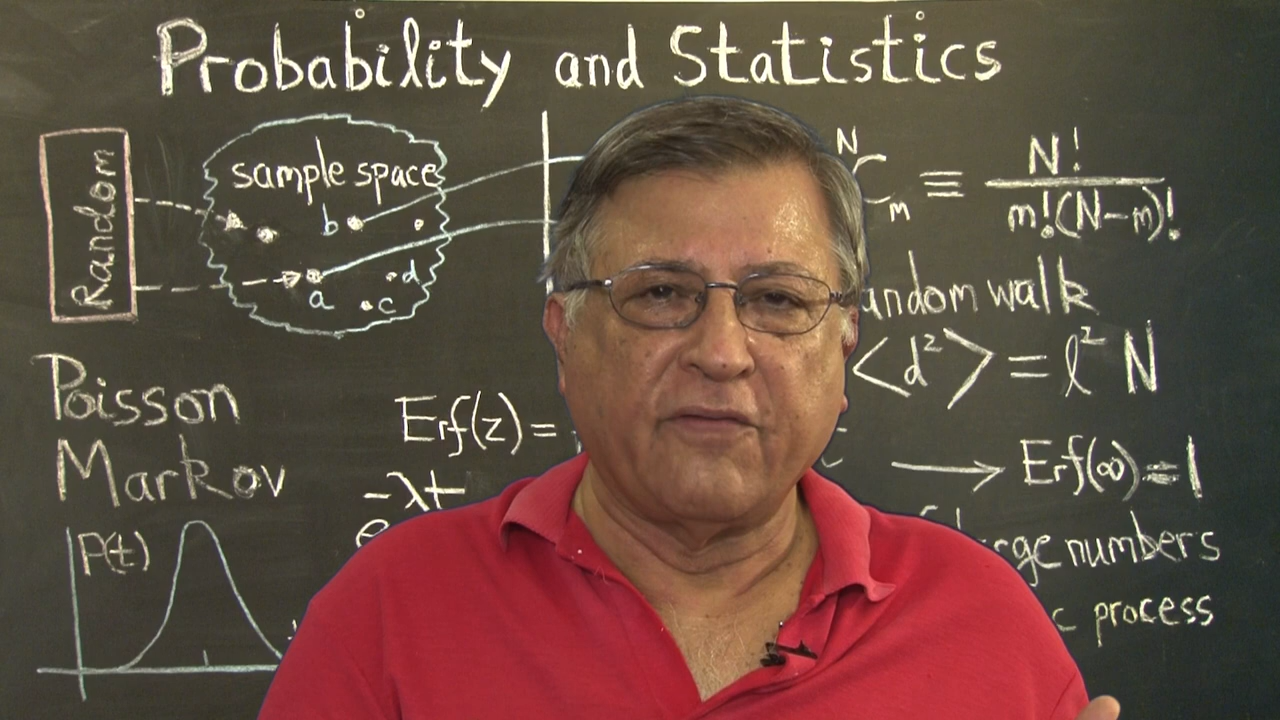 Probability and Statistics
Random
sample space
b
a
d
c
N C m ≡ N! / m!(N-m)!
andom walk
<d²> = ℓ² N
Poisson
Markov
Erf(z) =
→ Erf(∞) = 1
e -λt
P(t)
rge numbers
c process